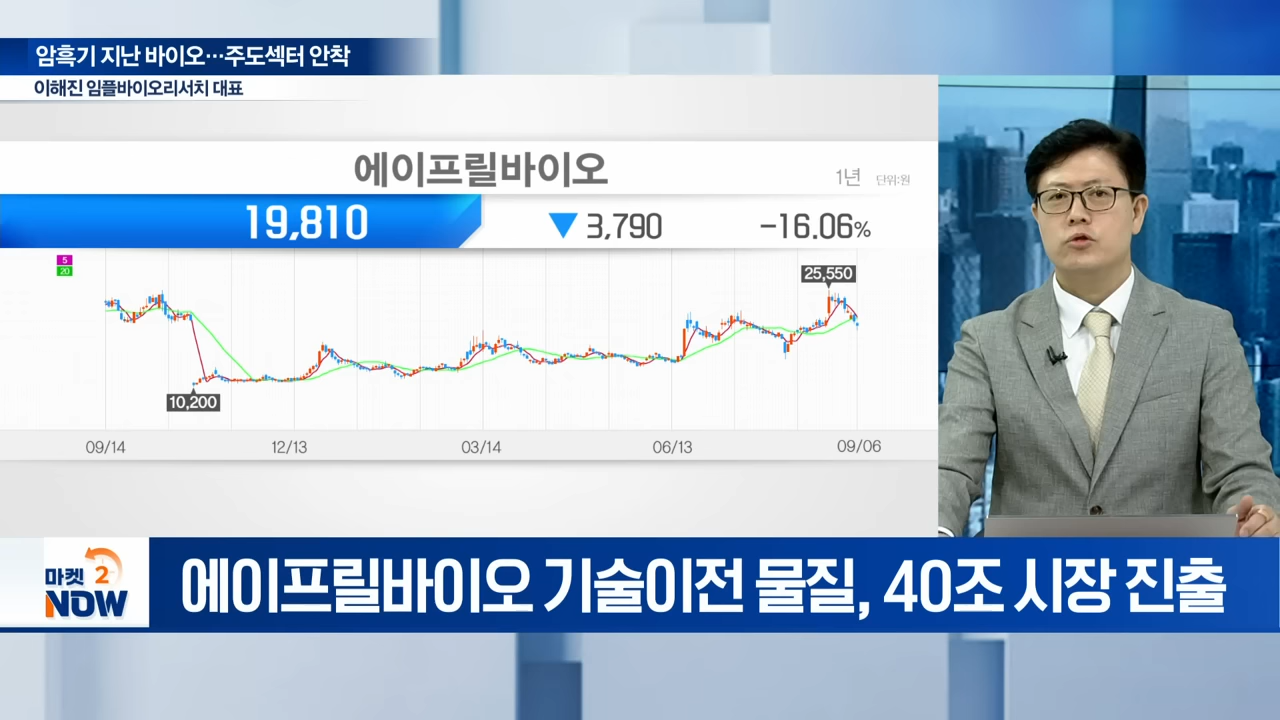 암흑기 지난 바이오…주도섹터 안착
이해진 임플바이오리서치 대표
에이프릴바이오
1년 단위:원
19,810 ▼ 3,790 -16.06%
5
20
25,550
10,200
09/14 12/13 03/14 06/13 09/06
마켓 2
NOW
에이프릴바이오 기술이전 물질, 40조 시장 진출